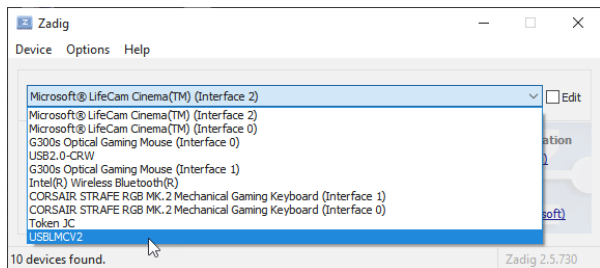 Zadig
Device Options Help
Microsoft® LifeCam Cinema(TM) (Interface 2)
Edit
Microsoft® LifeCam Cinema(TM) (Interface 2)
Microsoft® LifeCam Cinema(TM) (Interface 0)
G300s Optical Gaming Mouse (Interface 0)
USB2.0-CRW
G300s Optical Gaming Mouse (Interface 1)
Intel(R) Wireless Bluetooth(R)
CORSAIR STRAFE RGB MK.2 Mechanical Gaming Keyboard (Interface 1)
CORSAIR STRAFE RGB MK.2 Mechanical Gaming Keyboard (Interface 0)
Token JC
USBLMCV2
ation
soft)
10 devices found.
Zadig 2.5.730